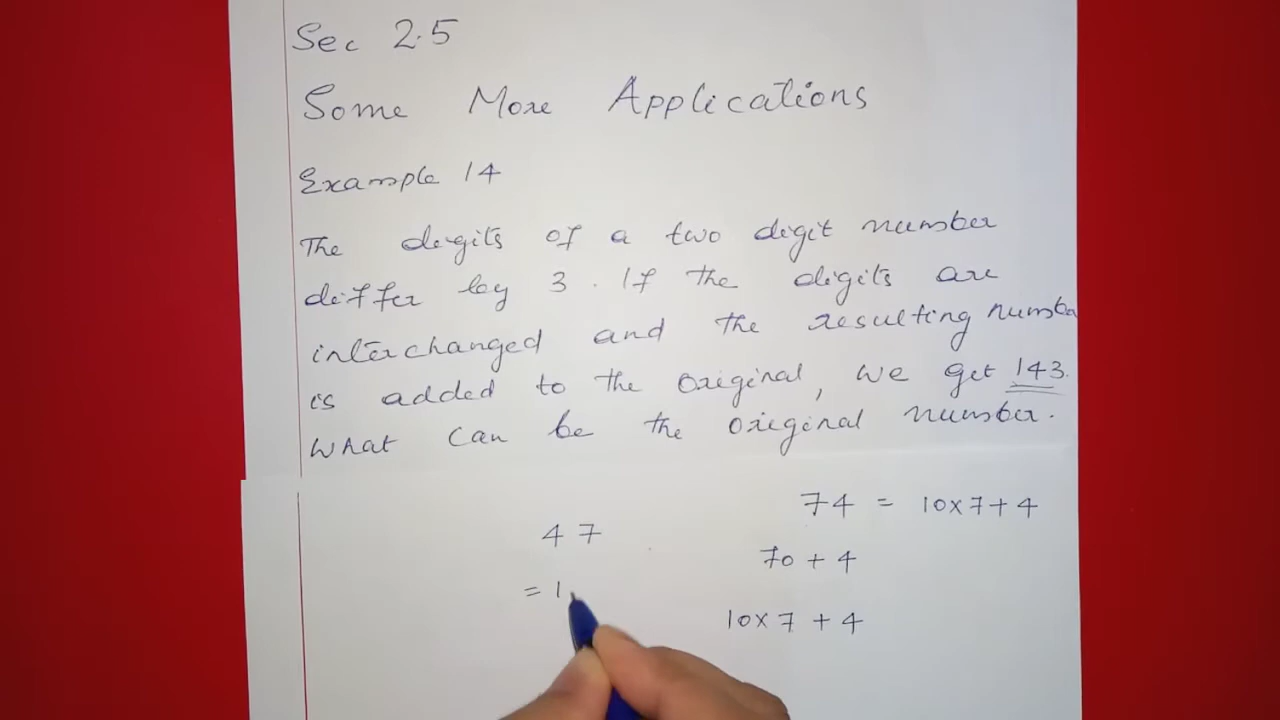 Sec 2.5
Some More Applications
Example 14
The digits of a two digit number
differ by 3. If the digits are
interchanged and the resulting number
is added to the original, we get 143.
What can be the original number.
74 = 10x7+4
47
70 + 4
= 1
10x7 + 4